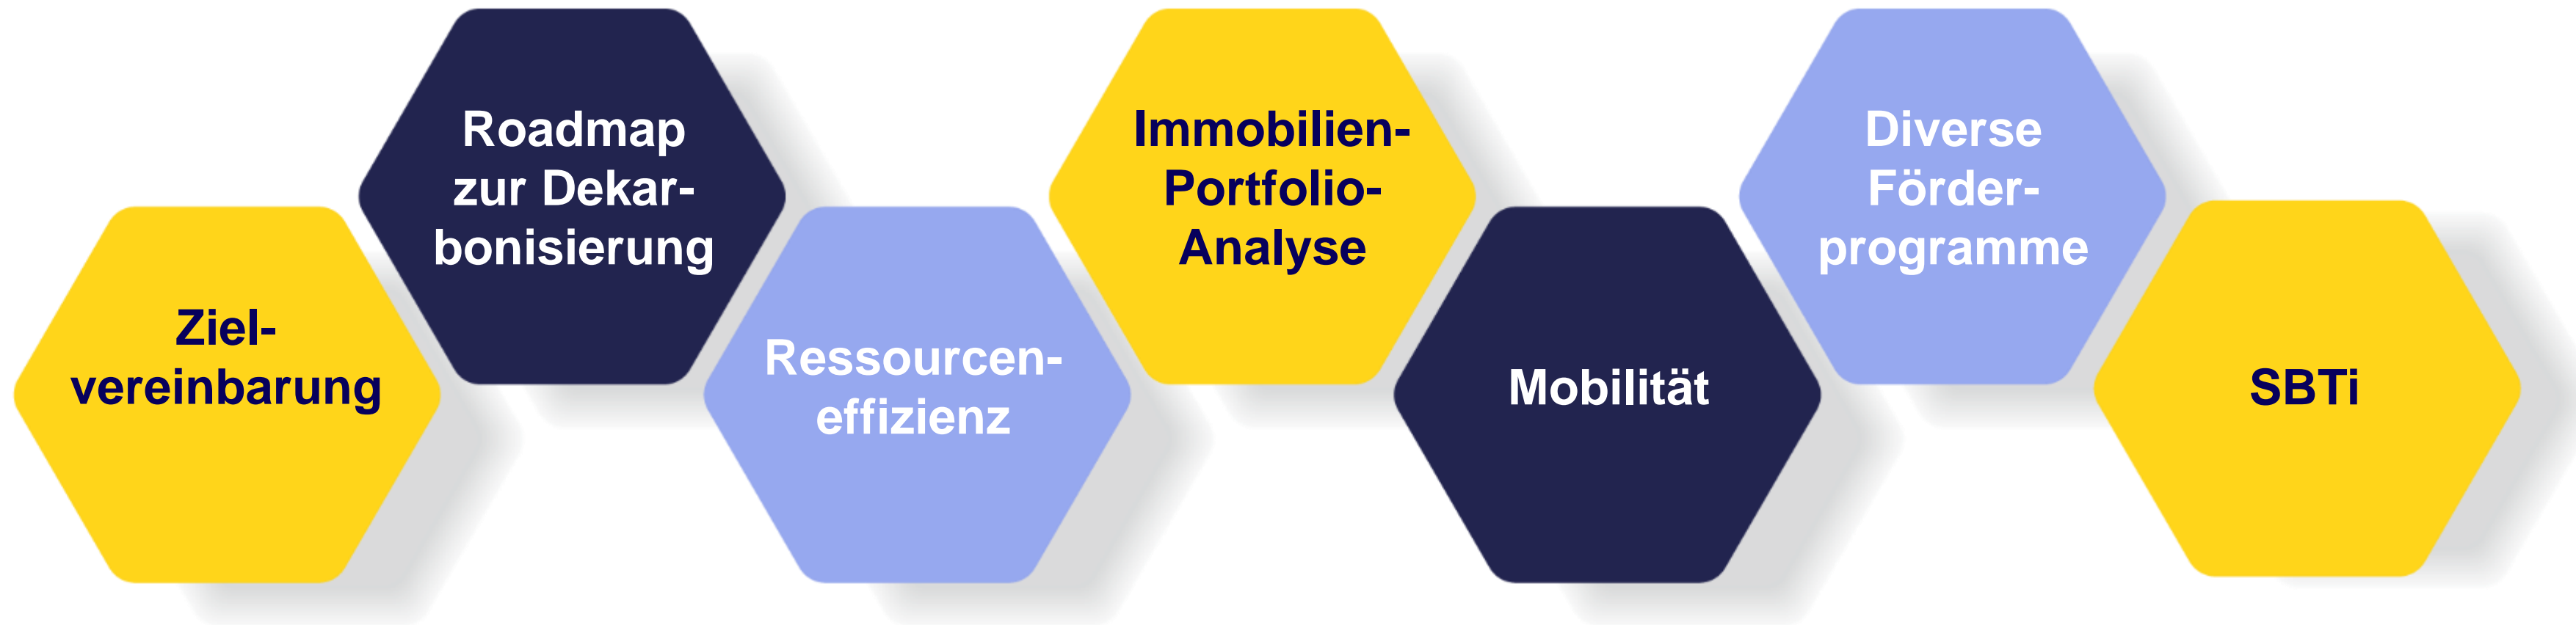 Ziel-
vereinbarung
Roadmap
zur Dekar-
bonisierung
Ressourcen-
effizienz
Immobilien-
Portfolio-
Analyse
Mobilität
Diverse
Förder-
programme
SBTi